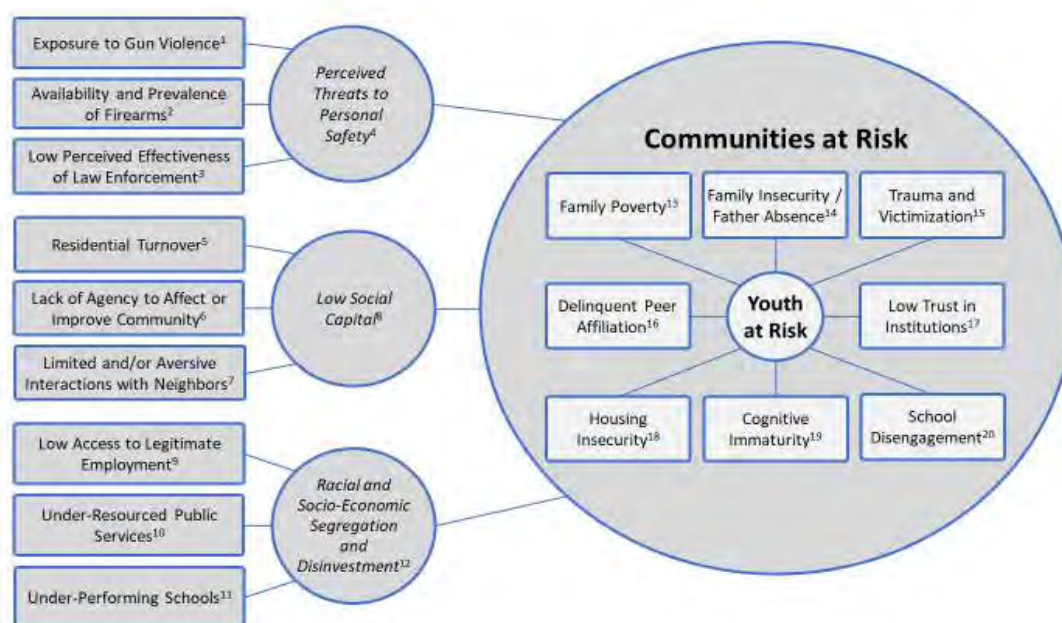 Exposure to Gun Violence¹
Availability and Prevalence
of Firearms²
Low Perceived Effectiveness
of Law Enforcement³
Perceived
Threats to
Personal
Safety⁴
Residential Turnover⁵
Lack of Agency to Affect or
Improve Community⁶
Limited and/or Aversive
Interactions with Neighbors⁷
Low Social
Capital⁸
Low Access to Legitimate
Employment⁹
Under-Resourced Public
Services¹⁰
Under-Performing Schools¹¹
Racial and
Socio-Economic
Segregation
and
Disinvestment¹²
Communities at Risk
Family Poverty¹³
Family Insecurity /
Father Absence¹⁴
Trauma and
Victimization¹⁵
Delinquent Peer
Affiliation¹⁶
Youth
at Risk
Low Trust in
Institutions¹⁷
Housing
Insecurity¹⁸
Cognitive
Immaturity¹⁹
School
Disengagement²⁰